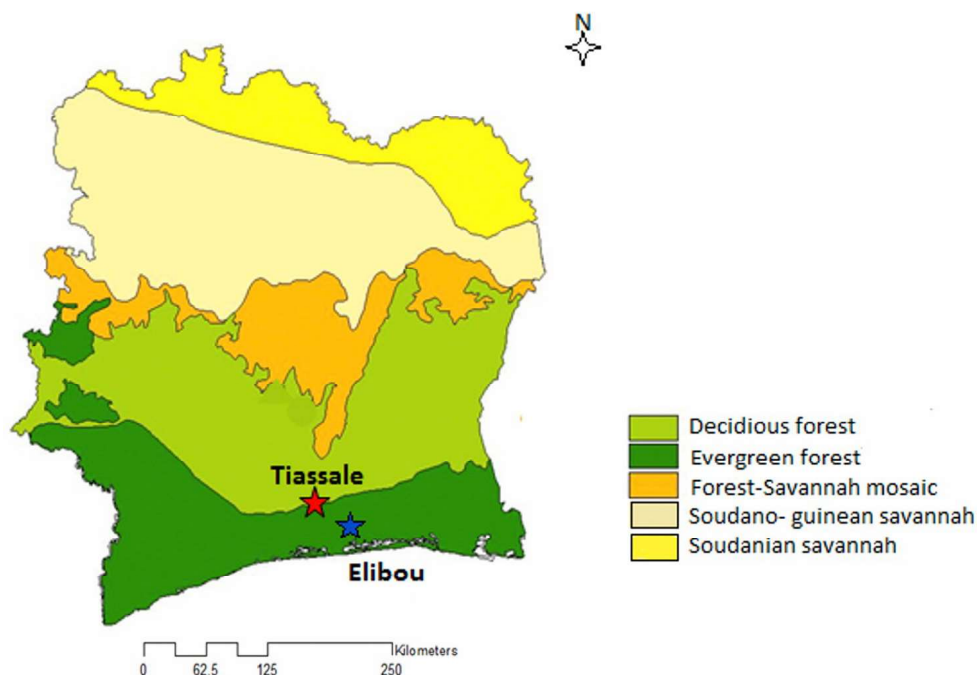 N
Tiassale
Elibou
Decidious forest
Evergreen forest
Forest-Savannah mosaic
Soudano- guinean savannah
Soudanian savannah
Kilometers
0 62.5 125 250